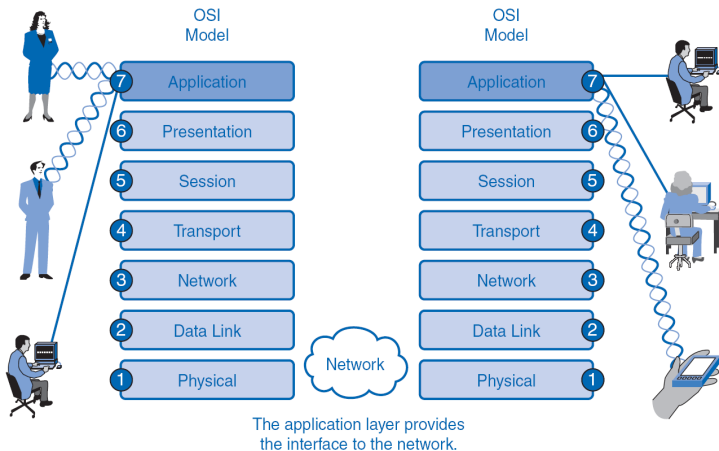 OSI
Model
7 Application
6 Presentation
5 Session
4 Transport
3 Network
2 Data Link
1 Physical
OSI
Model
Application 7
Presentation 6
Session 5
Transport 4
Network 3
Data Link 2
Physical 1
Network
The application layer provides
the interface to the network.